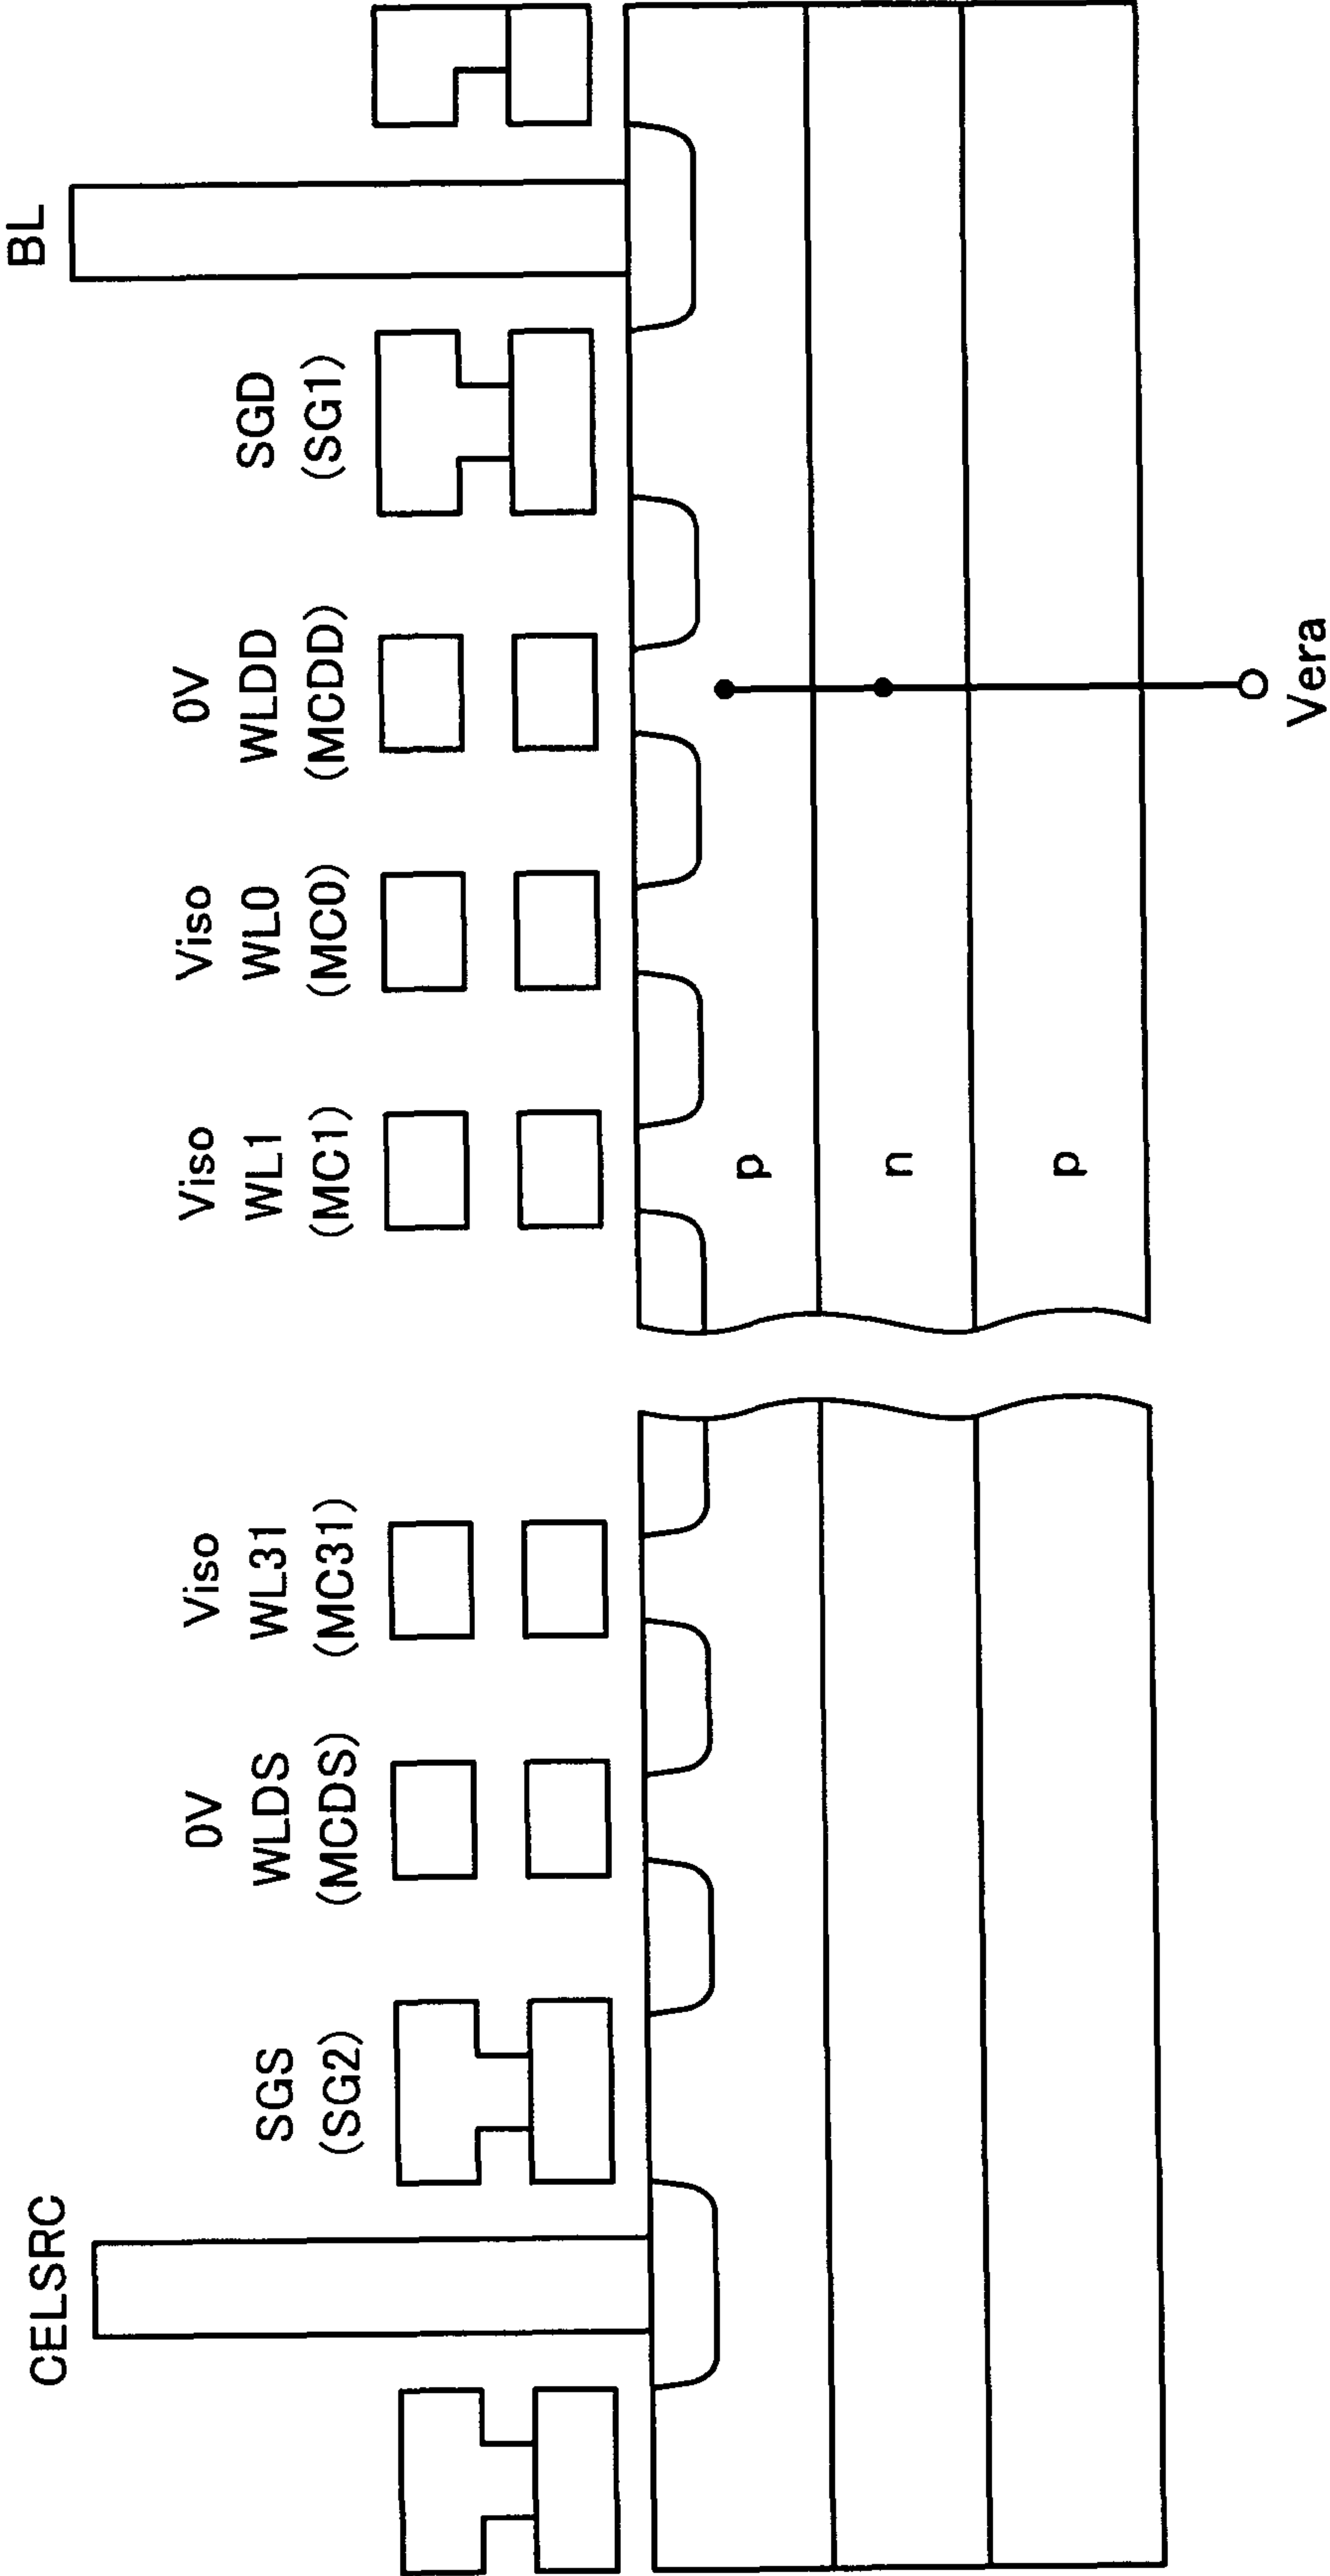 CELSRC
SGS
(SG2)
0V
WLDS
(MCDS)
Viso
WL31
(MC31)
Viso
WL1
(MC1)
Viso
WL0
(MC0)
0V
WLDD
(MCDD)
SGD
(SG1)
BL
p
n
p
Vera